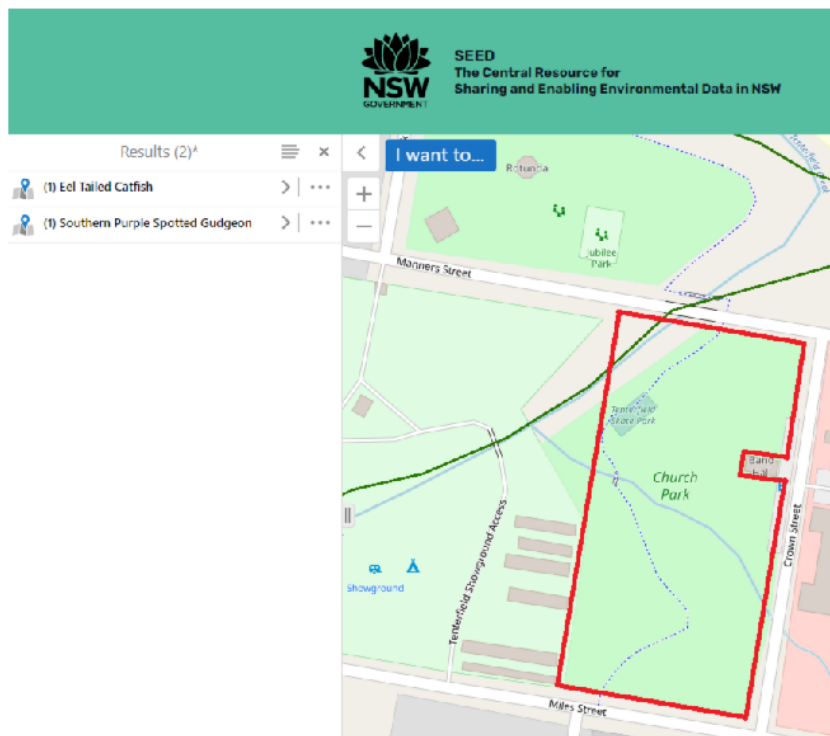 NSW
GOVERNMENT
SEED
The Central Resource for
Sharing and Enabling Environmental Data in NSW
Results (2)*
I want to...
(1) Eel Tailed Catfish
(1) Southern Purple Spotted Gudgeon
Rotunda
Jubilee
Park
Manners Street
Tenterfield
Skate Park
Band
Hal
Church
Park
Crown Street
Tenterfield Showground Access
Showground
Miles Street